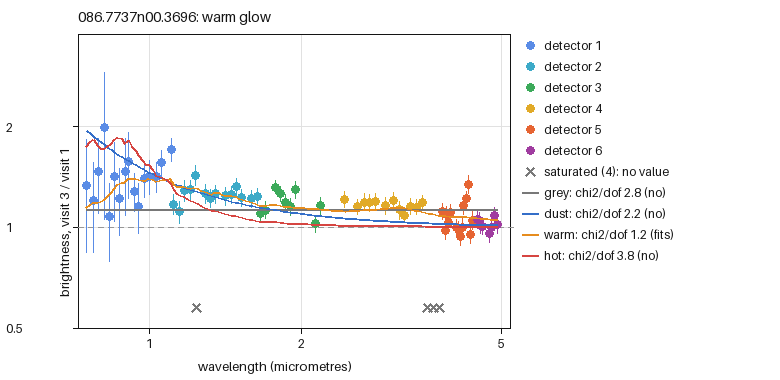 086.7737n00.3696: warm glow
brightness, visit 3 / visit 1
2
1
0.5
1
2
5
wavelength (micrometres)
detector 1
detector 2
detector 3
detector 4
detector 5
detector 6
saturated (4): no value
grey: chi2/dof 2.8 (no)
dust: chi2/dof 2.2 (no)
warm: chi2/dof 1.2 (fits)
hot: chi2/dof 3.8 (no)